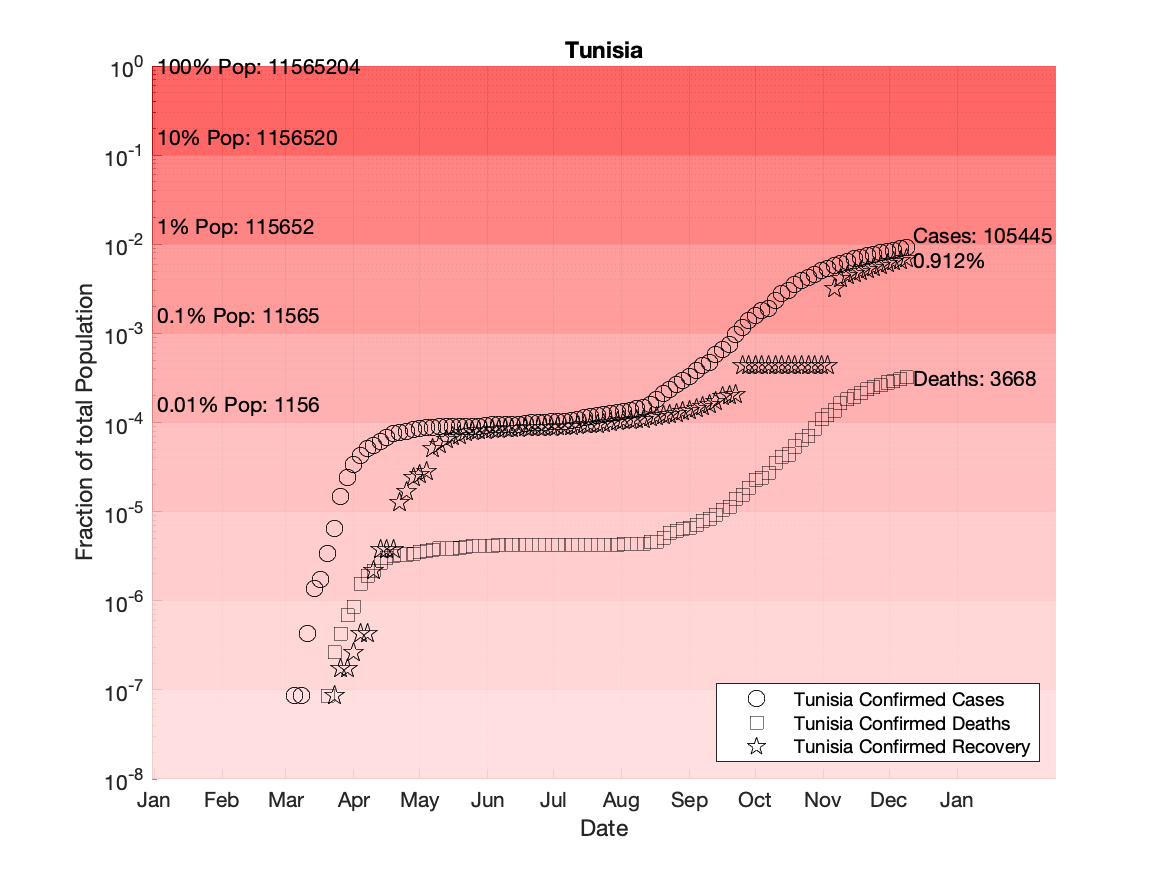 Tunisia
Fraction of total Population
10^0
10^-1
10^-2
10^-3
10^-4
10^-5
10^-6
10^-7
10^-8
100% Pop: 11565204
10% Pop: 1156520
1% Pop: 115652
0.1% Pop: 11565
0.01% Pop: 1156
Cases: 105445
0.912%
Deaths: 3668
Tunisia Confirmed Cases
Tunisia Confirmed Deaths
Tunisia Confirmed Recovery
Jan Feb Mar Apr May Jun Jul Aug Sep Oct Nov Dec Jan
Date